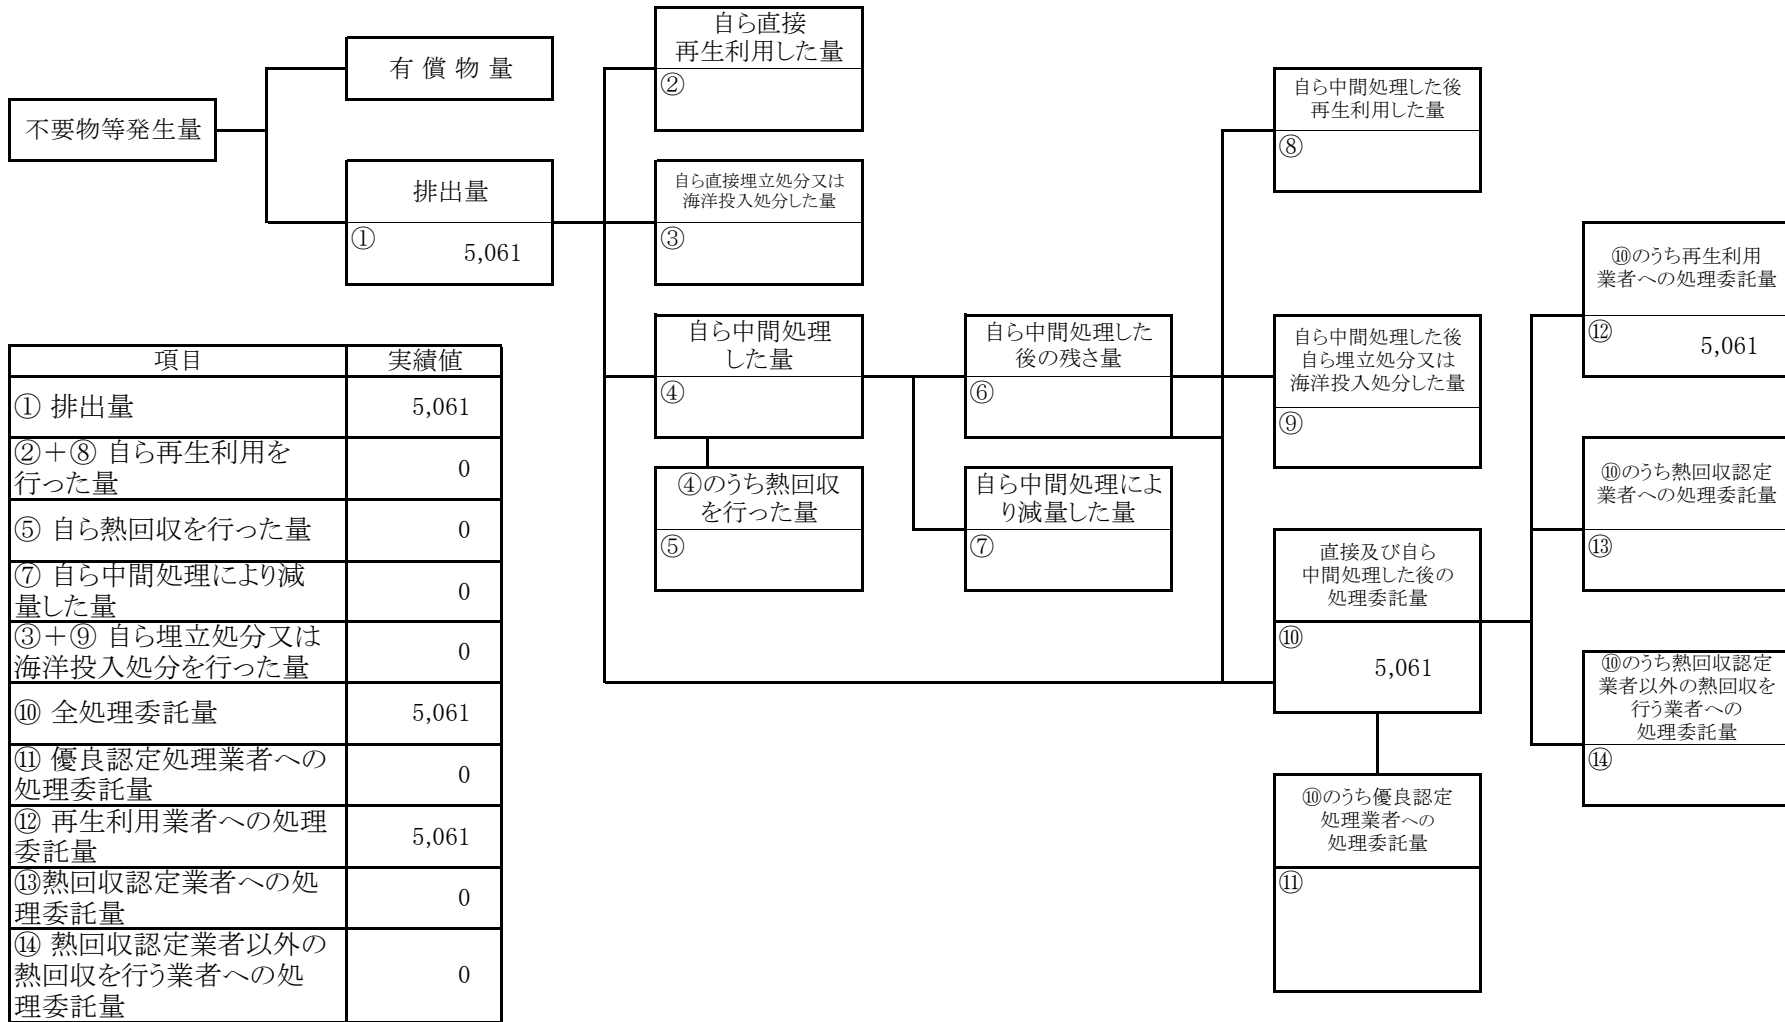 不要物等発生量
有 償 物 量
排出量
①
5,061
自ら直接
再生利用した量
②
自ら直接埋立処分又は
海洋投入処分した量
③
自ら中間処理
した量
④
④のうち熱回収
を行った量
⑤
自ら中間処理した
後の残さ量
⑥
自ら中間処理によ
り減量した量
⑦
自ら中間処理した後
再生利用した量
⑧
自ら中間処理した後
自ら埋立処分又は
海洋投入処分した量
⑨
直接及び自ら
中間処理した後の
処理委託量
⑩
5,061
⑩のうち優良認定
処理業者への
処理委託量
⑪
⑩のうち再生利用
業者への処理委託量
⑫
5,061
⑩のうち熱回収認定
業者への処理委託量
⑬
⑩のうち熱回収認定
業者以外の熱回収を
行う業者への
処理委託量
⑭
項目 実績値
① 排出量 5,061
②＋⑧ 自ら再生利用を
行った量 0
⑤ 自ら熱回収を行った量 0
⑦ 自ら中間処理により減
量した量 0
③＋⑨ 自ら埋立処分又は
海洋投入処分を行った量 0
⑩ 全処理委託量 5,061
⑪ 優良認定処理業者への
処理委託量 0
⑫ 再生利用業者への処理
委託量 5,061
⑬熱回収認定業者への処
理委託量 0
⑭ 熱回収認定業者以外の
熱回収を行う業者への処
理委託量 0